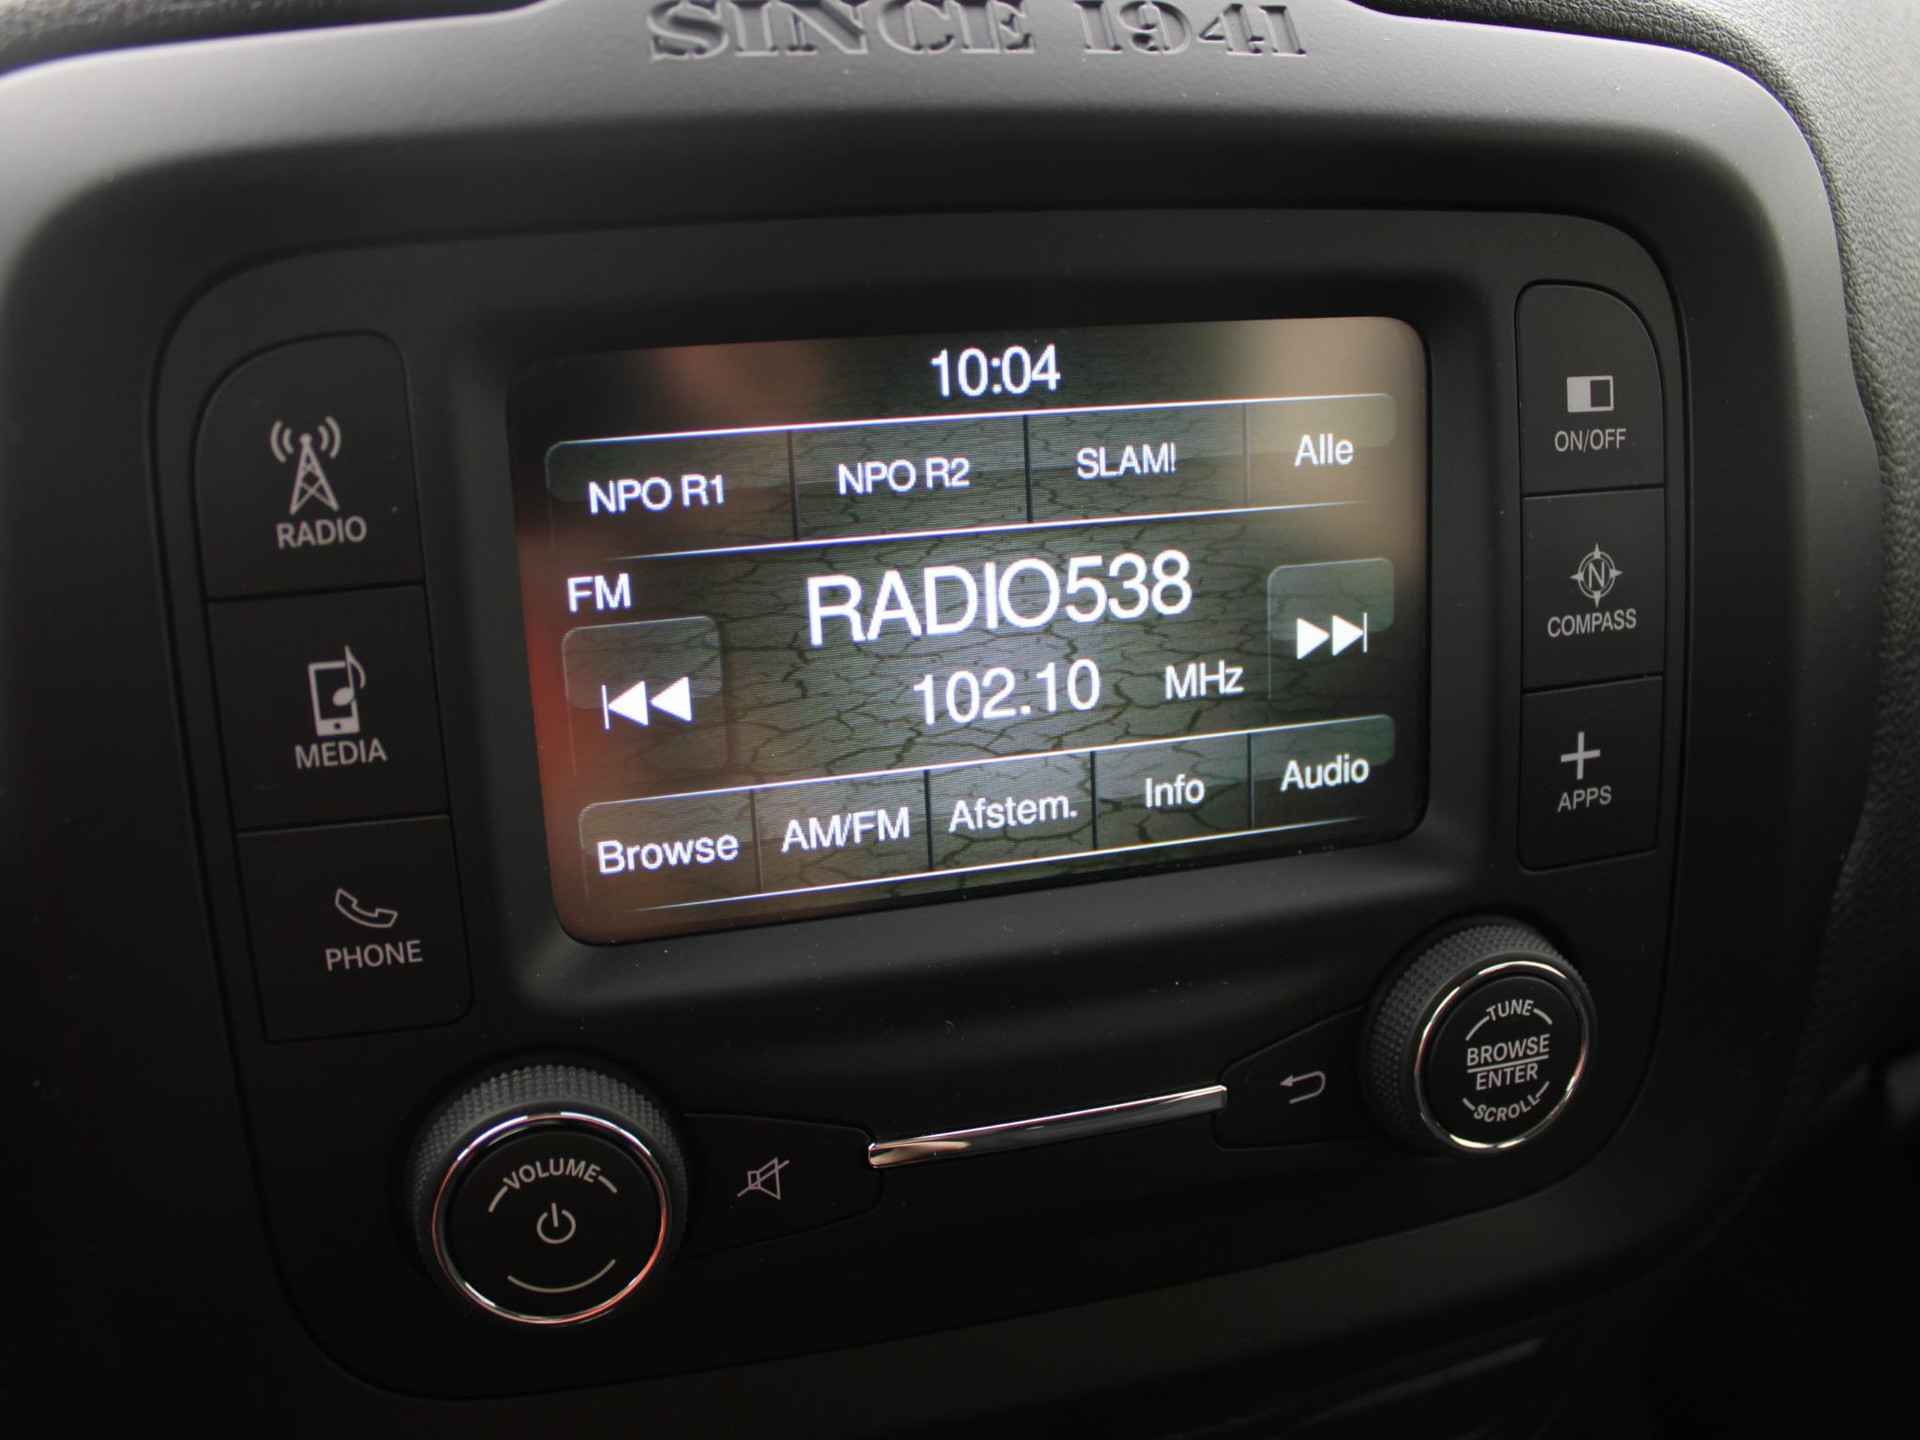 SINCE 1941
10:04
NPO R1 NPO R2 SLAM! Alle
FM
RADIO538
102.10 MHz
Browse AM/FM Afstem. Info Audio
RADIO
MEDIA
PHONE
ON/OFF
N
COMPASS
APPS
VOLUME
TUNE
BROWSE
ENTER
SCROLL